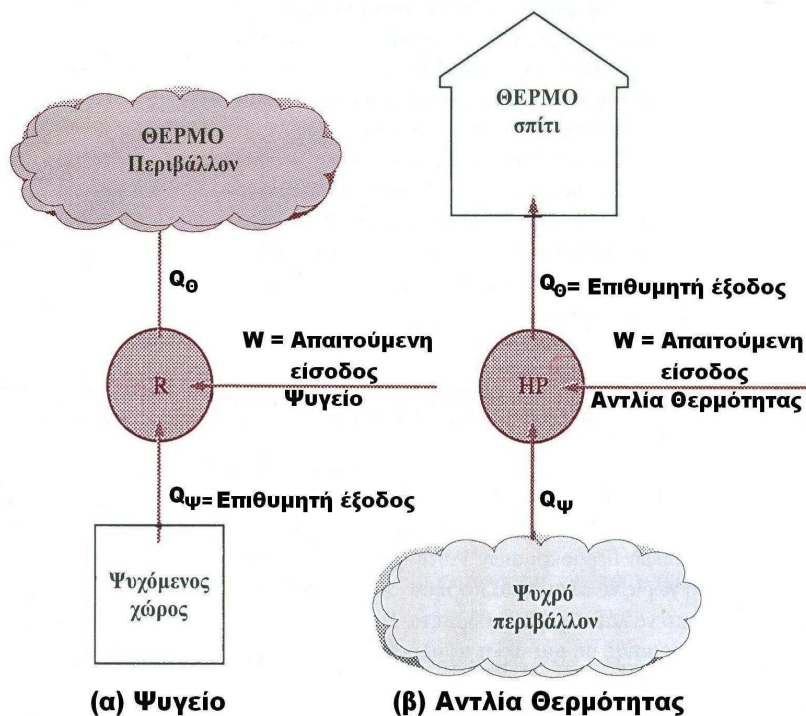 ΘΕΡΜΟ
Περιβάλλον
Q_Θ
W = Απαιτούμενη
είσοδος
Ψυγείο
R
Q_Ψ= Επιθυμητή έξοδος
Ψυχόμενος
χώρος
(α) Ψυγείο
ΘΕΡΜΟ
σπίτι
Q_Θ= Επιθυμητή έξοδος
W = Απαιτούμενη
είσοδος
Αντλία Θερμότητας
HP
Q_Ψ
Ψυχρό
περιβάλλον
(β) Αντλία Θερμότητας